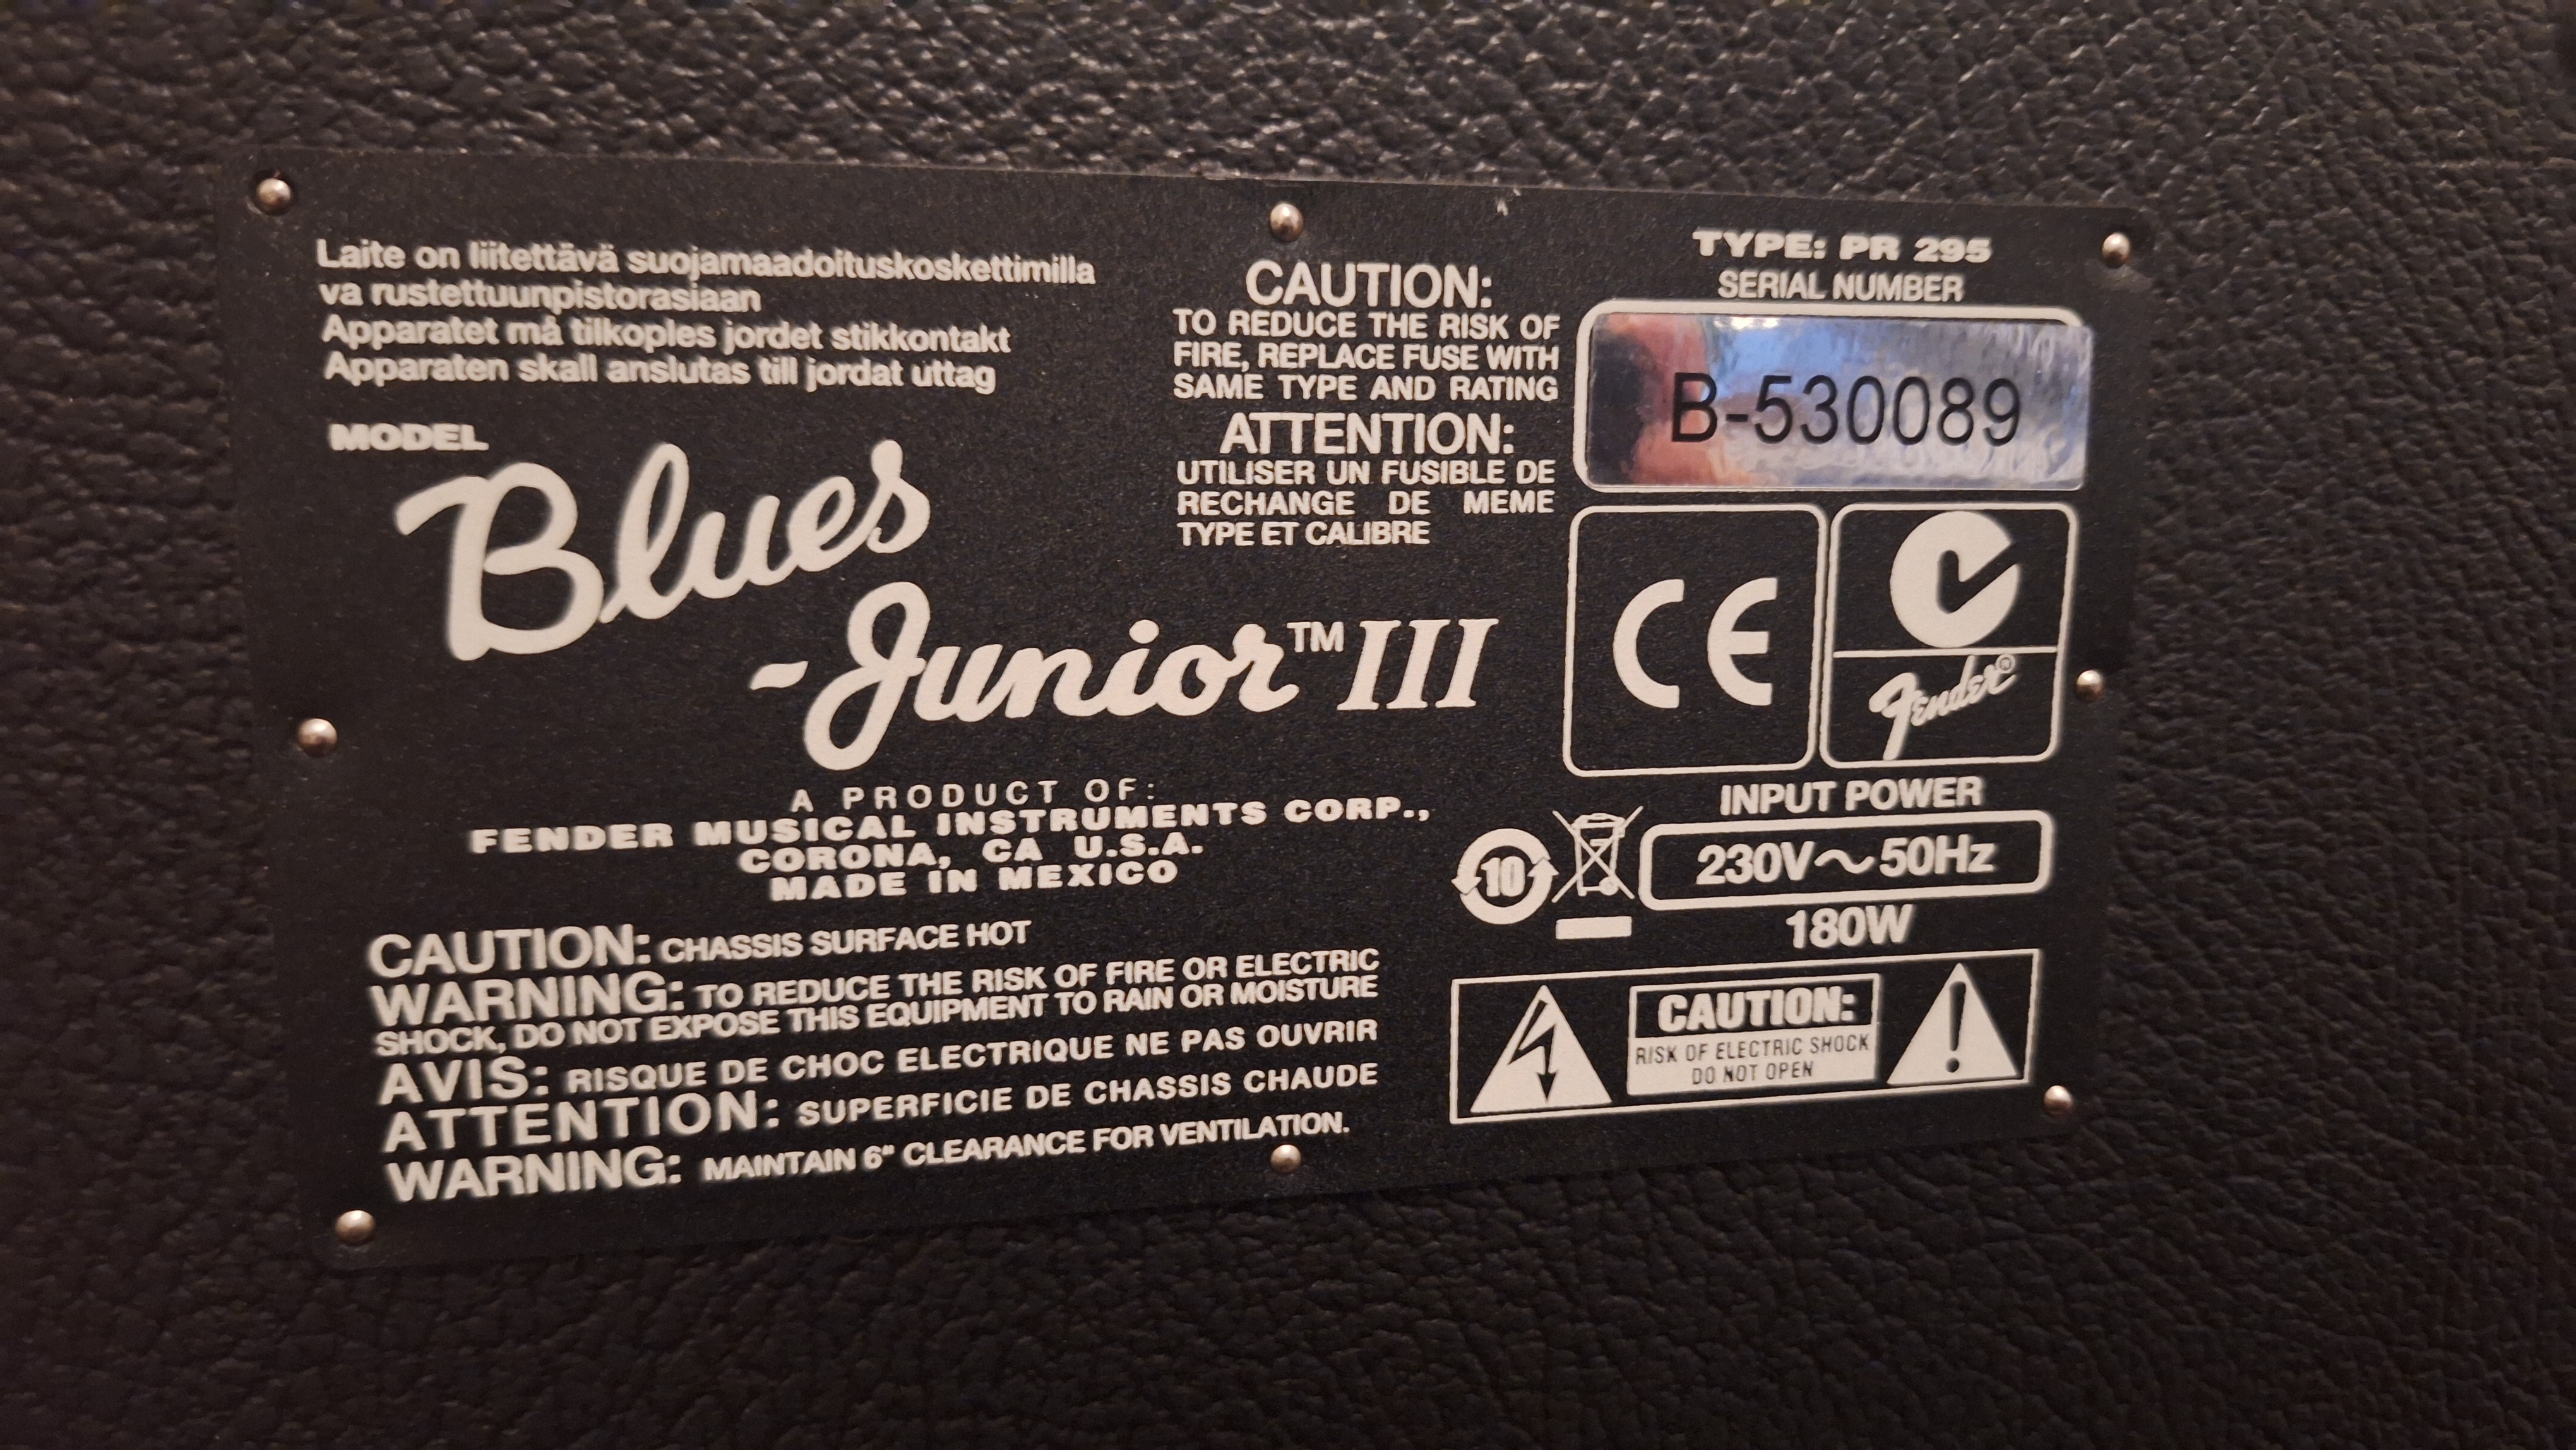 Laite on liitettävä suojamaadoituskoskettimilla
va rustettuunpistorasiaan
Apparatet må tilkoples jordet stikkontakt
Apparaten skall anslutas till jordat uttag
MODEL
Blues
Junior™ III
A PRODUCT OF:
FENDER MUSICAL INSTRUMENTS CORP.,
CORONA, CA U.S.A.
MADE IN MEXICO
CAUTION: CHASSIS SURFACE HOT
WARNING: TO REDUCE THE RISK OF FIRE OR ELECTRIC
SHOCK, DO NOT EXPOSE THIS EQUIPMENT TO RAIN OR MOISTURE
AVIS: RISQUE DE CHOC ELECTRIQUE NE PAS OUVRIR
ATTENTION: SUPERFICIE DE CHASSIS CHAUDE
WARNING: MAINTAIN 6" CLEARANCE FOR VENTILATION.
CAUTION:
TO REDUCE THE RISK OF
FIRE, REPLACE FUSE WITH
SAME TYPE AND RATING
ATTENTION:
UTILISER UN FUSIBLE DE
RECHANGE DE MEME
TYPE ET CALIBRE
TYPE: PR 295
SERIAL NUMBER
B-530089
CE
Fender®
INPUT POWER
10
230V~50Hz
180W
CAUTION:
RISK OF ELECTRIC SHOCK
DO NOT OPEN